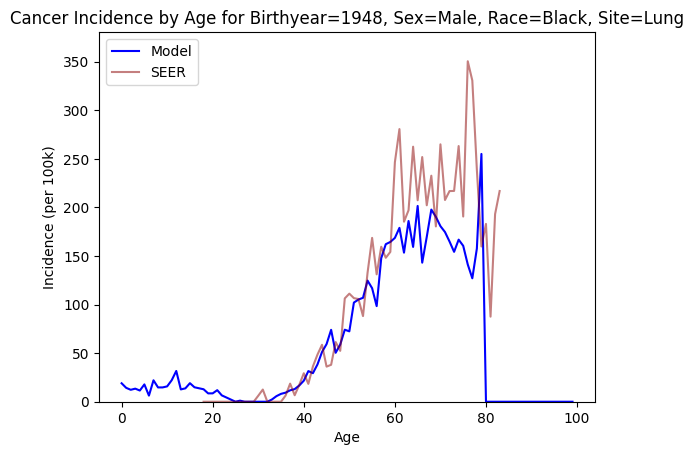 Cancer Incidence by Age for Birthyear=1948, Sex=Male, Race=Black, Site=Lung
Model
SEER
350
300
250
200
150
100
50
0
Incidence (per 100k)
0 20 40 60 80 100
Age